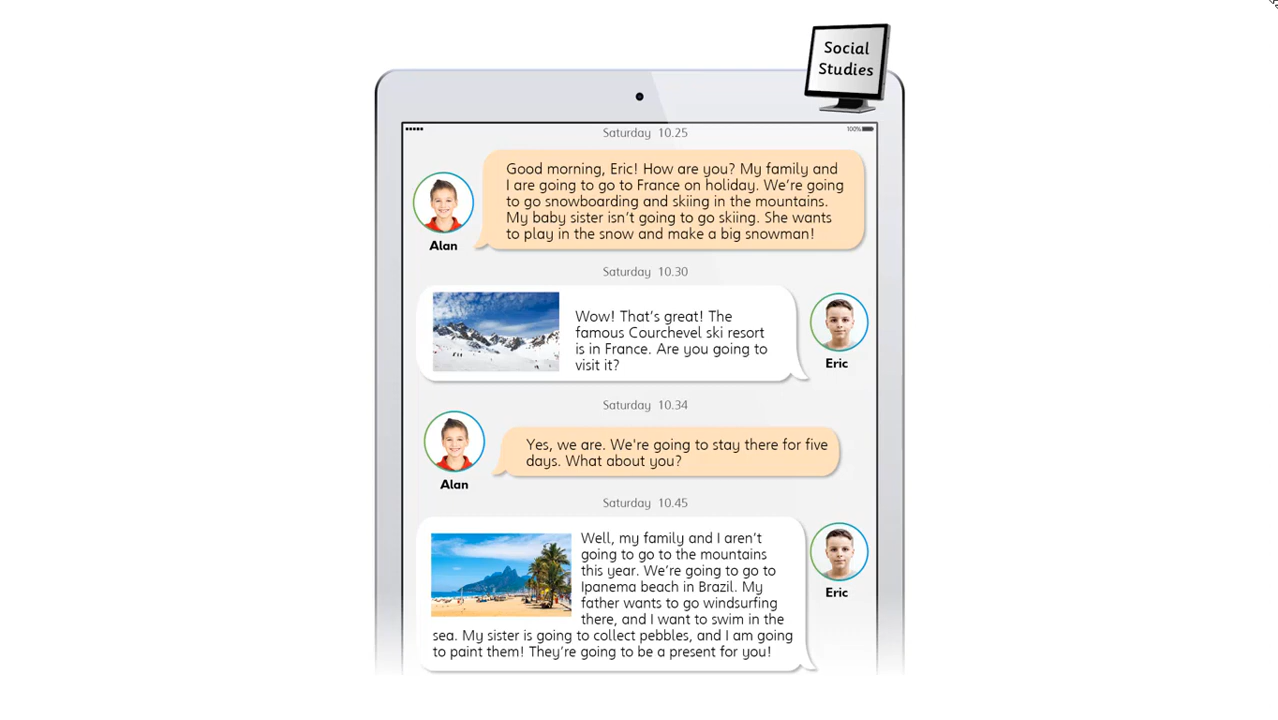 Social
Studies
Saturday 10.25
100%
Good morning, Eric! How are you? My family and
I are going to go to France on holiday. We're going
to go snowboarding and skiing in the mountains.
My baby sister isn't going to go skiing. She wants
to play in the snow and make a big snowman!
Alan
Saturday 10.30
Wow! That's great! The
famous Courchevel ski resort
is in France. Are you going to
visit it?
Eric
Saturday 10.34
Yes, we are. We're going to stay there for five
days. What about you?
Alan
Saturday 10.45
Well, my family and I aren't
going to go to the mountains
this year. We're going to go to
Ipanema beach in Brazil. My
father wants to go windsurfing
there, and I want to swim in the
sea. My sister is going to collect pebbles, and I am going
to paint them! They're going to be a present for you!
Eric